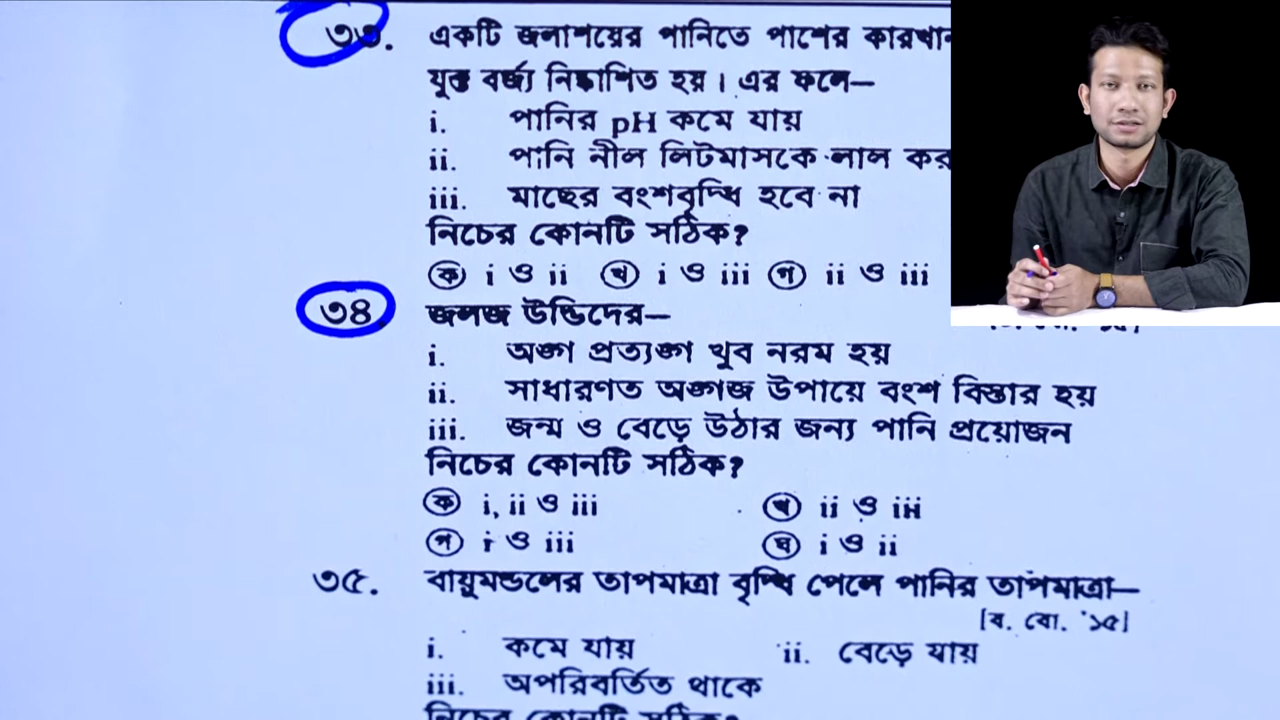 ৩৩. একটি জলাশয়ের পানিতে পাশের
যুক্ত বর্জ্য নিষ্কাশিত হয়। এর ফলে—
i. পানির pH কমে যায়
ii. পানি নীল লিটমাসকে লাল
iii. মাছের বংশবৃদ্ধি হবে না
নিচের কোনটি সঠিক?
ক i ও ii খ i ও iii গ ii ও iii
৩৪. জলজ উদ্ভিদের—
i. অঙ্গ প্রত্যঙ্গ খুব নরম হয়
ii. সাধারণত অঙ্গজ উপায়ে বংশ বিস্তার হয়
iii. জন্ম ও বেড়ে উঠার জন্য পানি প্রয়োজন
নিচের কোনটি সঠিক?
ক i, ii ও iii খ ii ও iii
গ i ও iii ঘ i ও ii
৩৫. বায়ুমন্ডলের তাপমাত্রা বৃদ্ধি পেলে পানির তাপমাত্রা—
[ব. বো. '১৫]
i. কমে যায় ii. বেড়ে যায়
iii. অপরিবর্তিত থাকে
নিচের কোনটি সঠিক?